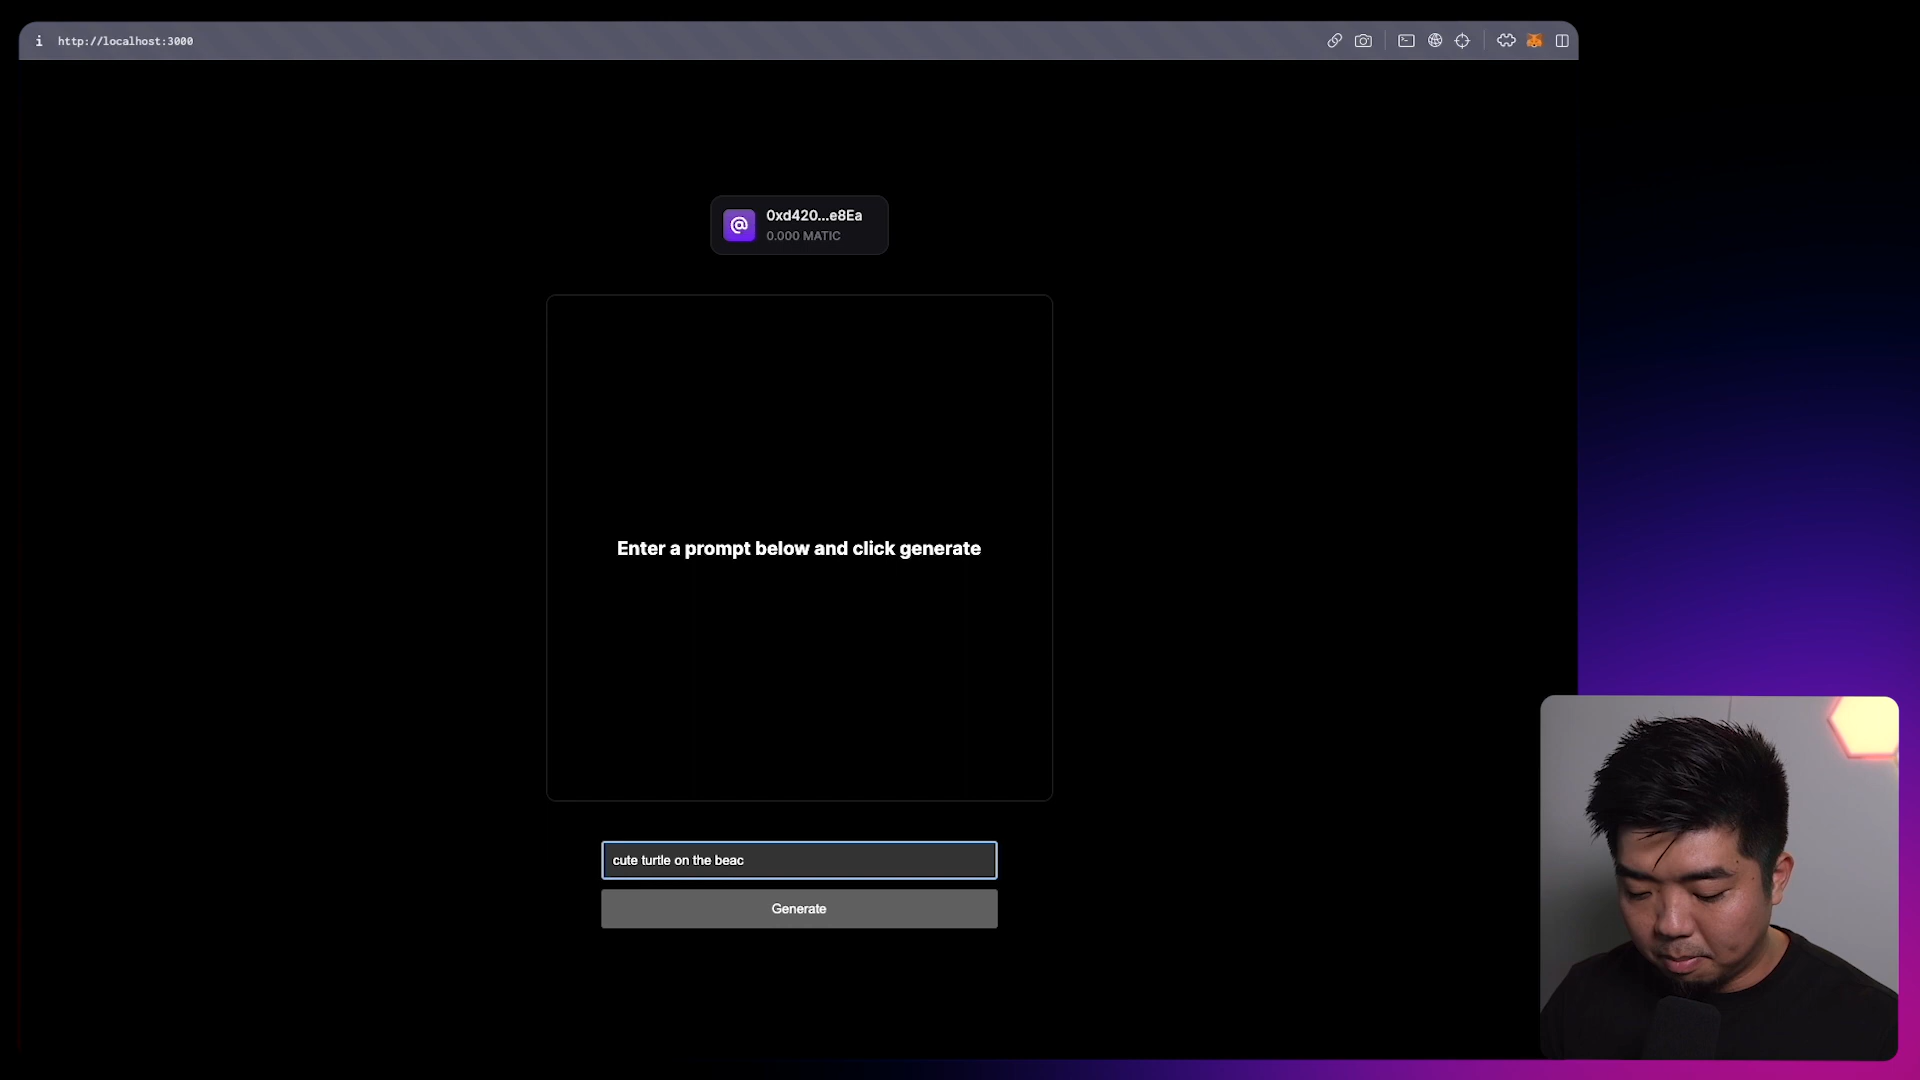 i http://localhost:3000
0xd420...e8Ea
0.000 MATIC
Enter a prompt below and click generate
cute turtle on the beac
Generate